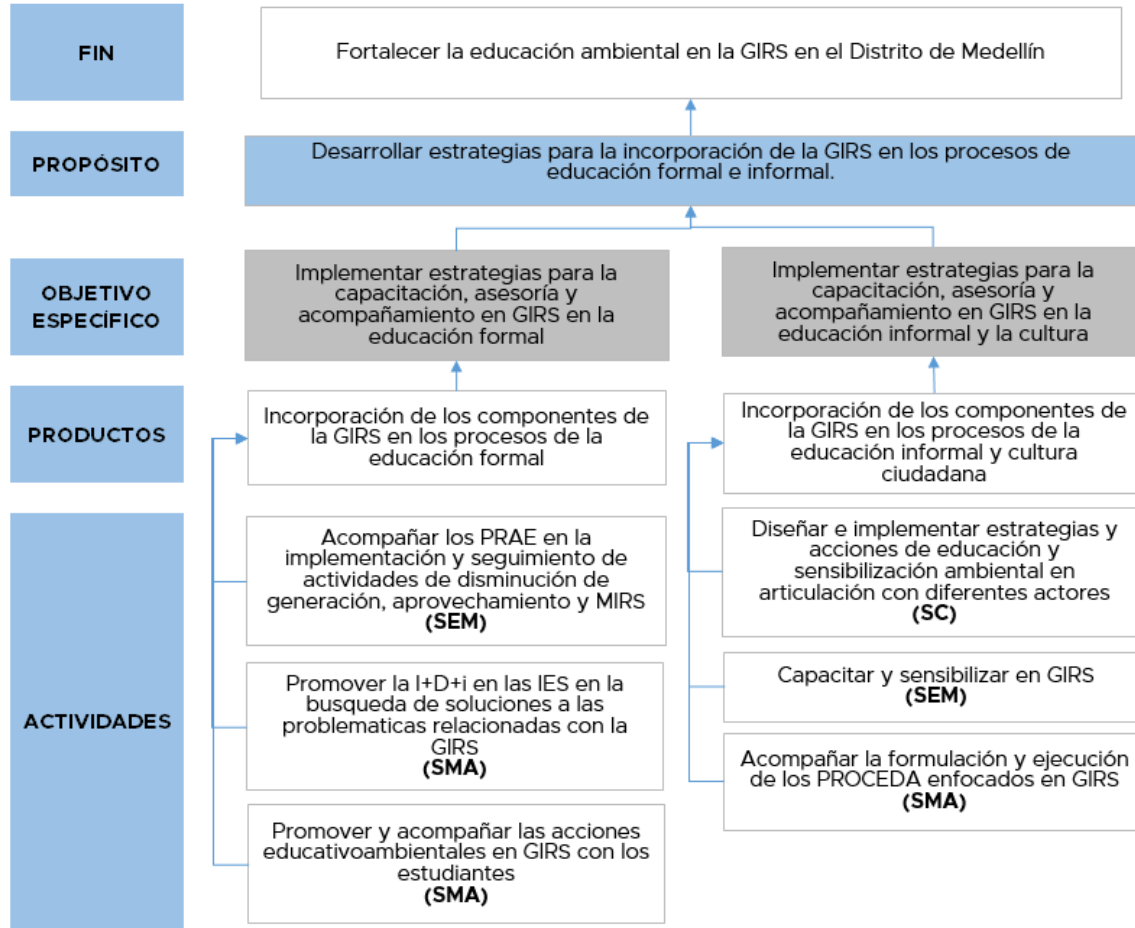 FIN
Fortalecer la educación ambiental en la GIRS en el Distrito de Medellín
PROPÓSITO
Desarrollar estrategias para la incorporación de la GIRS en los procesos de
educación formal e informal.
OBJETIVO
ESPECÍFICO
Implementar estrategias para la
capacitación, asesoría y
acompañamiento en GIRS en la
educación formal
Implementar estrategias para la
capacitación, asesoría y
acompañamiento en GIRS en la
educación informal y la cultura
PRODUCTOS
Incorporación de los componentes de
la GIRS en los procesos de la
educación formal
Incorporación de los componentes de
la GIRS en los procesos de la
educación informal y cultura
ciudadana
ACTIVIDADES
Acompañar los PRAE en la
implementación y seguimiento de
actividades de disminución de
generación, aprovechamiento y MIRS
(SEM)
Promover la I+D+i en las IES en la
busqueda de soluciones a las
problematicas relacionadas con la
GIRS
(SMA)
Promover y acompañar las acciones
educativoambientales en GIRS con los
estudiantes
(SMA)
Diseñar e implementar estrategias y
acciones de educación y
sensibilización ambiental en
articulación con diferentes actores
(SC)
Capacitar y sensibilizar en GIRS
(SEM)
Acompañar la formulación y ejecución
de los PROCEDA enfocados en GIRS
(SMA)